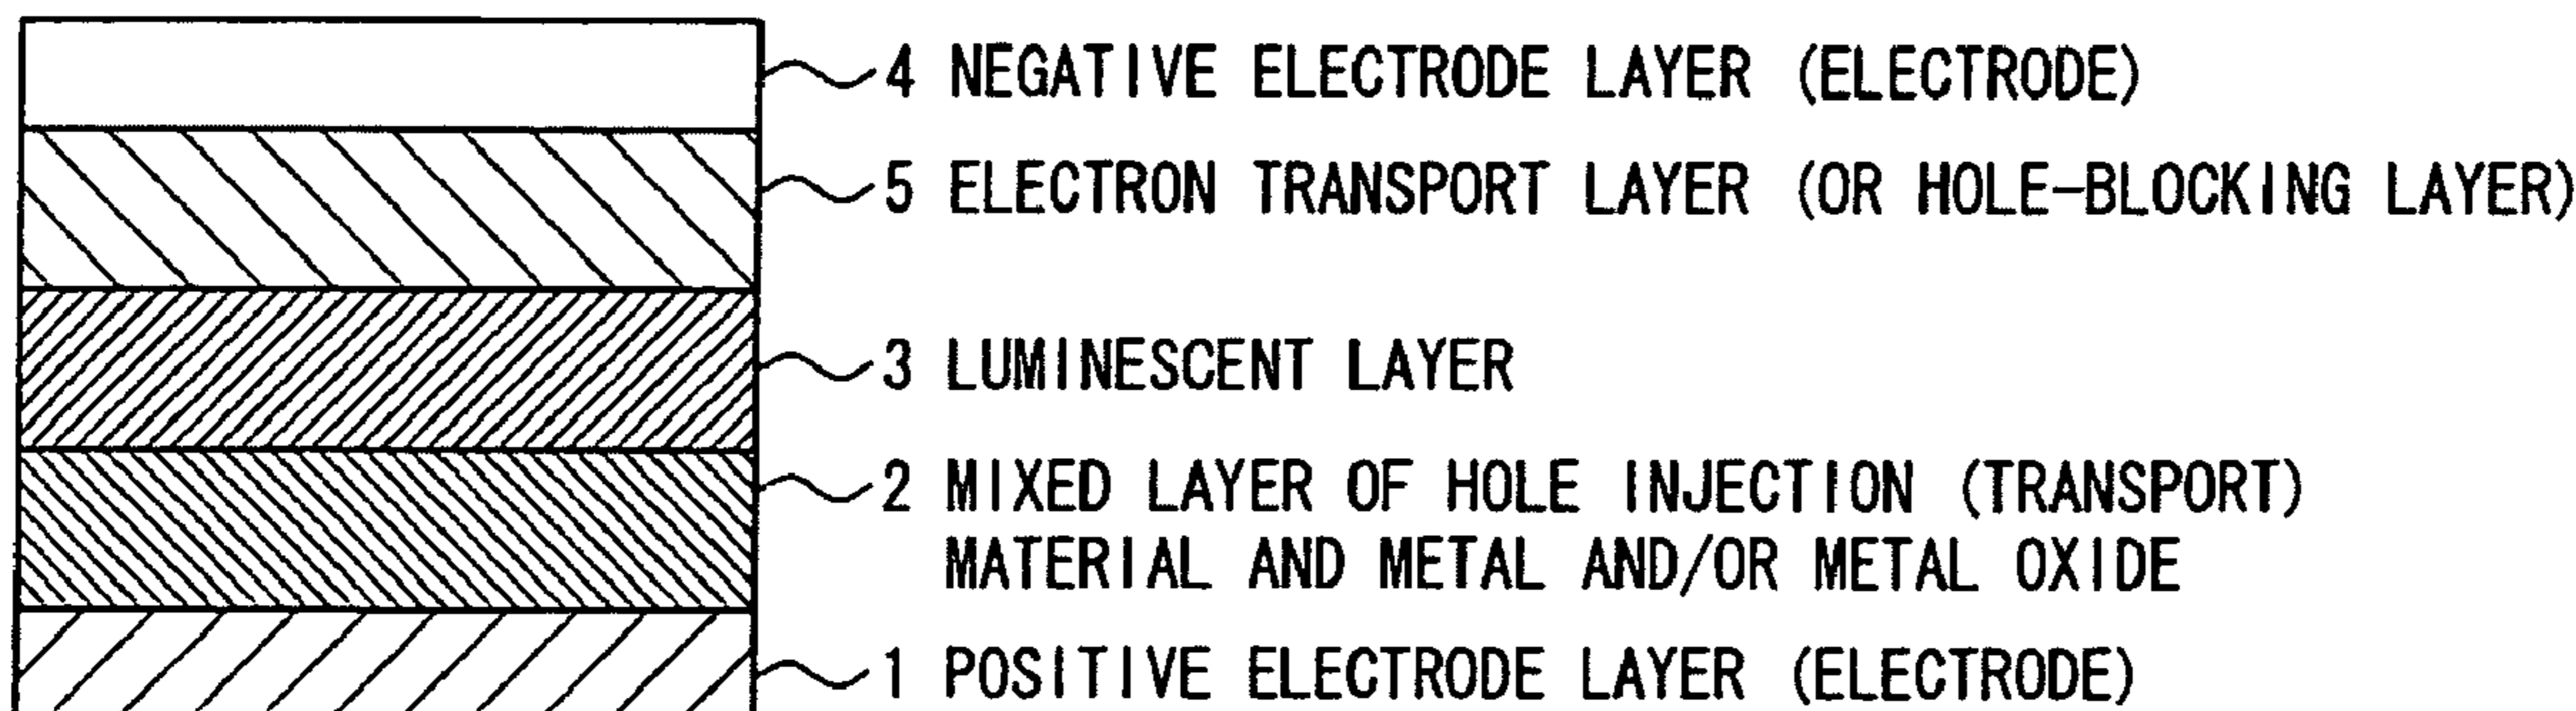 4 NEGATIVE ELECTRODE LAYER (ELECTRODE)
5 ELECTRON TRANSPORT LAYER (OR HOLE-BLOCKING LAYER)
3 LUMINESCENT LAYER
2 MIXED LAYER OF HOLE INJECTION (TRANSPORT)
MATERIAL AND METAL AND/OR METAL OXIDE
1 POSITIVE ELECTRODE LAYER (ELECTRODE)